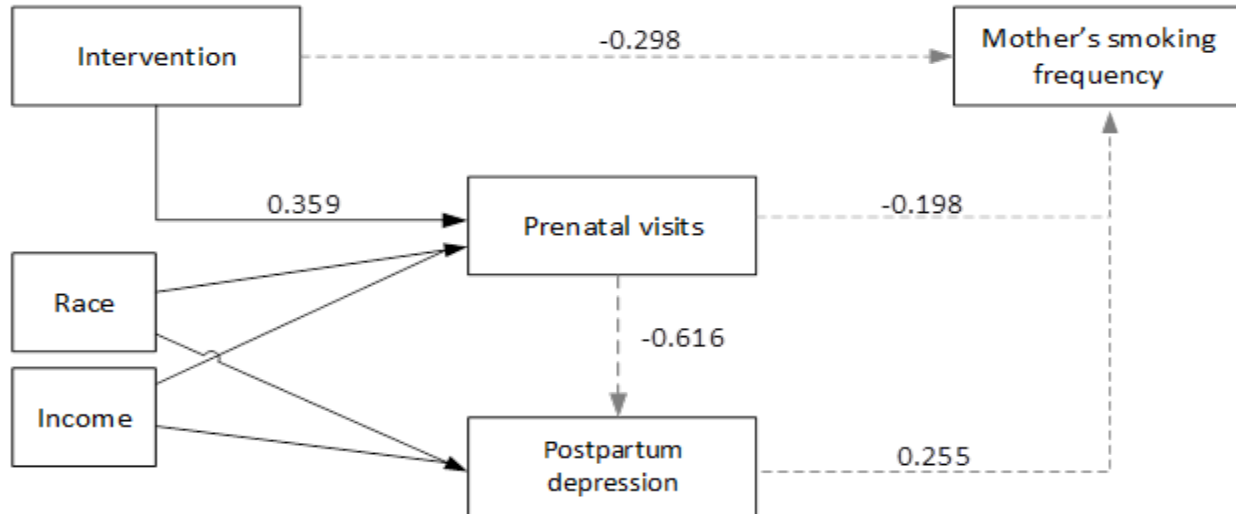 Intervention
-0.298
Mother’s smoking
frequency
0.359
Prenatal visits
-0.198
Race
-0.616
Income
Postpartum
depression
0.255